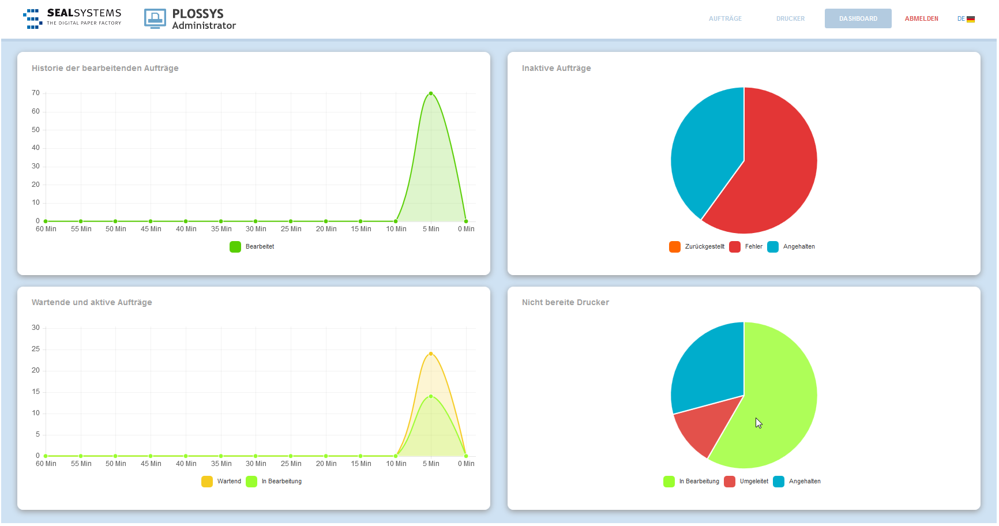 SEALSYSTEMS
THE DIGITAL PAPER FACTORY
PLOSSYS
Administrator
AUFTRÄGE DRUCKER DASHBOARD ABMELDEN DE
Historie der bearbeitenden Aufträge
70
60
50
40
30
20
10
0
60 Min 55 Min 50 Min 45 Min 40 Min 35 Min 30 Min 25 Min 20 Min 15 Min 10 Min 5 Min 0 Min
Bearbeitet
Inaktive Aufträge
Zurückgestellt Fehler Angehalten
Wartende und aktive Aufträge
30
25
20
15
10
5
0
60 Min 55 Min 50 Min 45 Min 40 Min 35 Min 30 Min 25 Min 20 Min 15 Min 10 Min 5 Min 0 Min
Wartend In Bearbeitung
Nicht bereite Drucker
In Bearbeitung Umgeleitet Angehalten